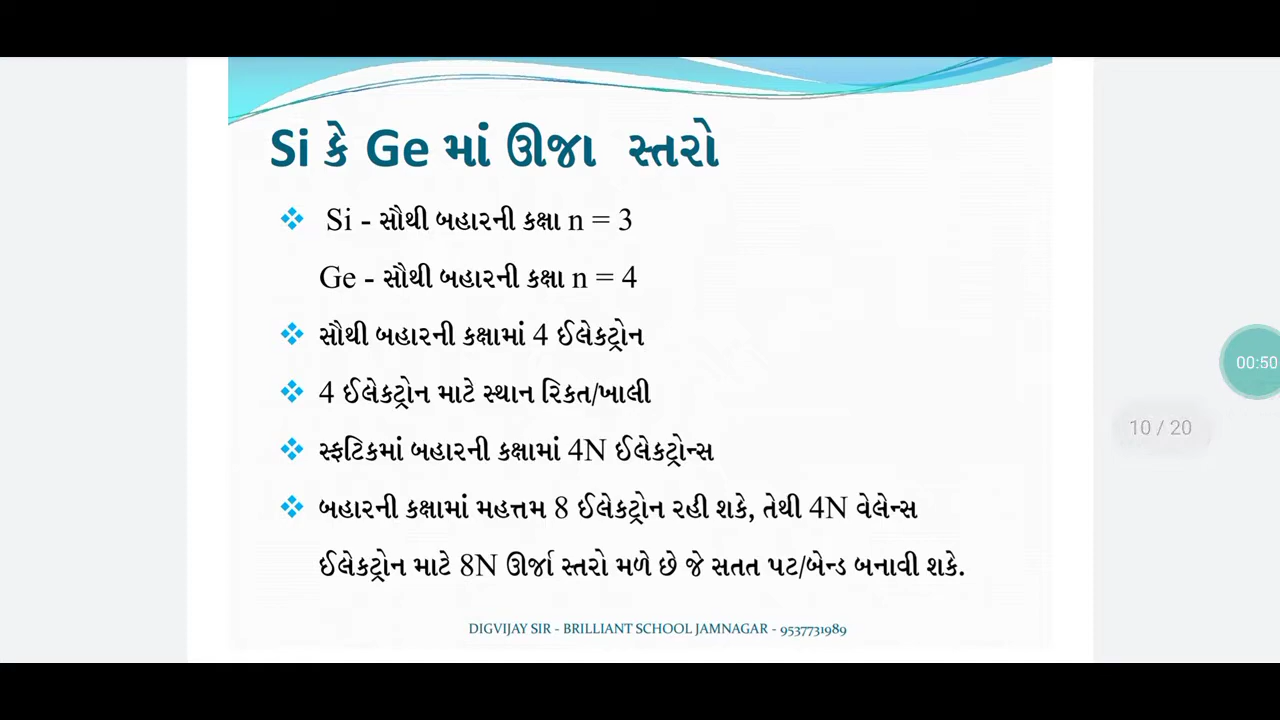 Si કે Ge માં ઊજા સ્તરો
Si - સૌથી બહારની કક્ષા n = 3
Ge - સૌથી બહારની કક્ષા n = 4
સૌથી બહારની કક્ષામાં 4 ઈલેકટ્રોન
4 ઈલેકટ્રોન માટે સ્થાન રિકત/ખાલી
સ્ફટિકમાં બહારની કક્ષામાં 4N ઈલેકટ્રોન્સ
બહારની કક્ષામાં મહત્તમ 8 ઈલેકટ્રોન રહી શકે, તેથી 4N વેલેન્સ
ઈલેકટ્રોન માટે 8N ઊર્જા સ્તરો મળે છે જે સતત પટ/બેન્ડ બનાવી શકે.
DIGVIJAY SIR - BRILLIANT SCHOOL JAMNAGAR - 9537731989
00:50
10 / 20